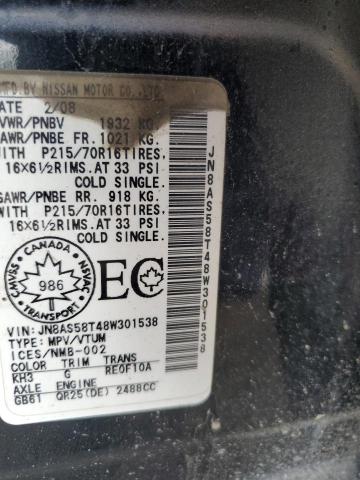 MFD.BY NISSAN MOTOR CO.,LTD.
DATE 2/08
GVWR/PNBV 1932 KG.
GAWR/PNBE FR. 1021 KG.
WITH P215/70R16TIRES.
16X6½RIMS.AT 33 PSI
COLD SINGLE.
GAWR/PNBE RR. 918 KG.
WITH P215/70R16TIRES.
16X6½RIMS.AT 33 PSI
COLD SINGLE.
CANADA
CMVSS NSVAC
986
TRANSPORT
EC
VIN: JN8AS58T48W301538
TYPE: MPV/VTUM
ICES/NMB-002
COLOR TRIM TRANS
KH3 G RE0F10A
AXLE ENGINE
GB61 QR25(DE) 2488CC
JN8AS58T48W301538